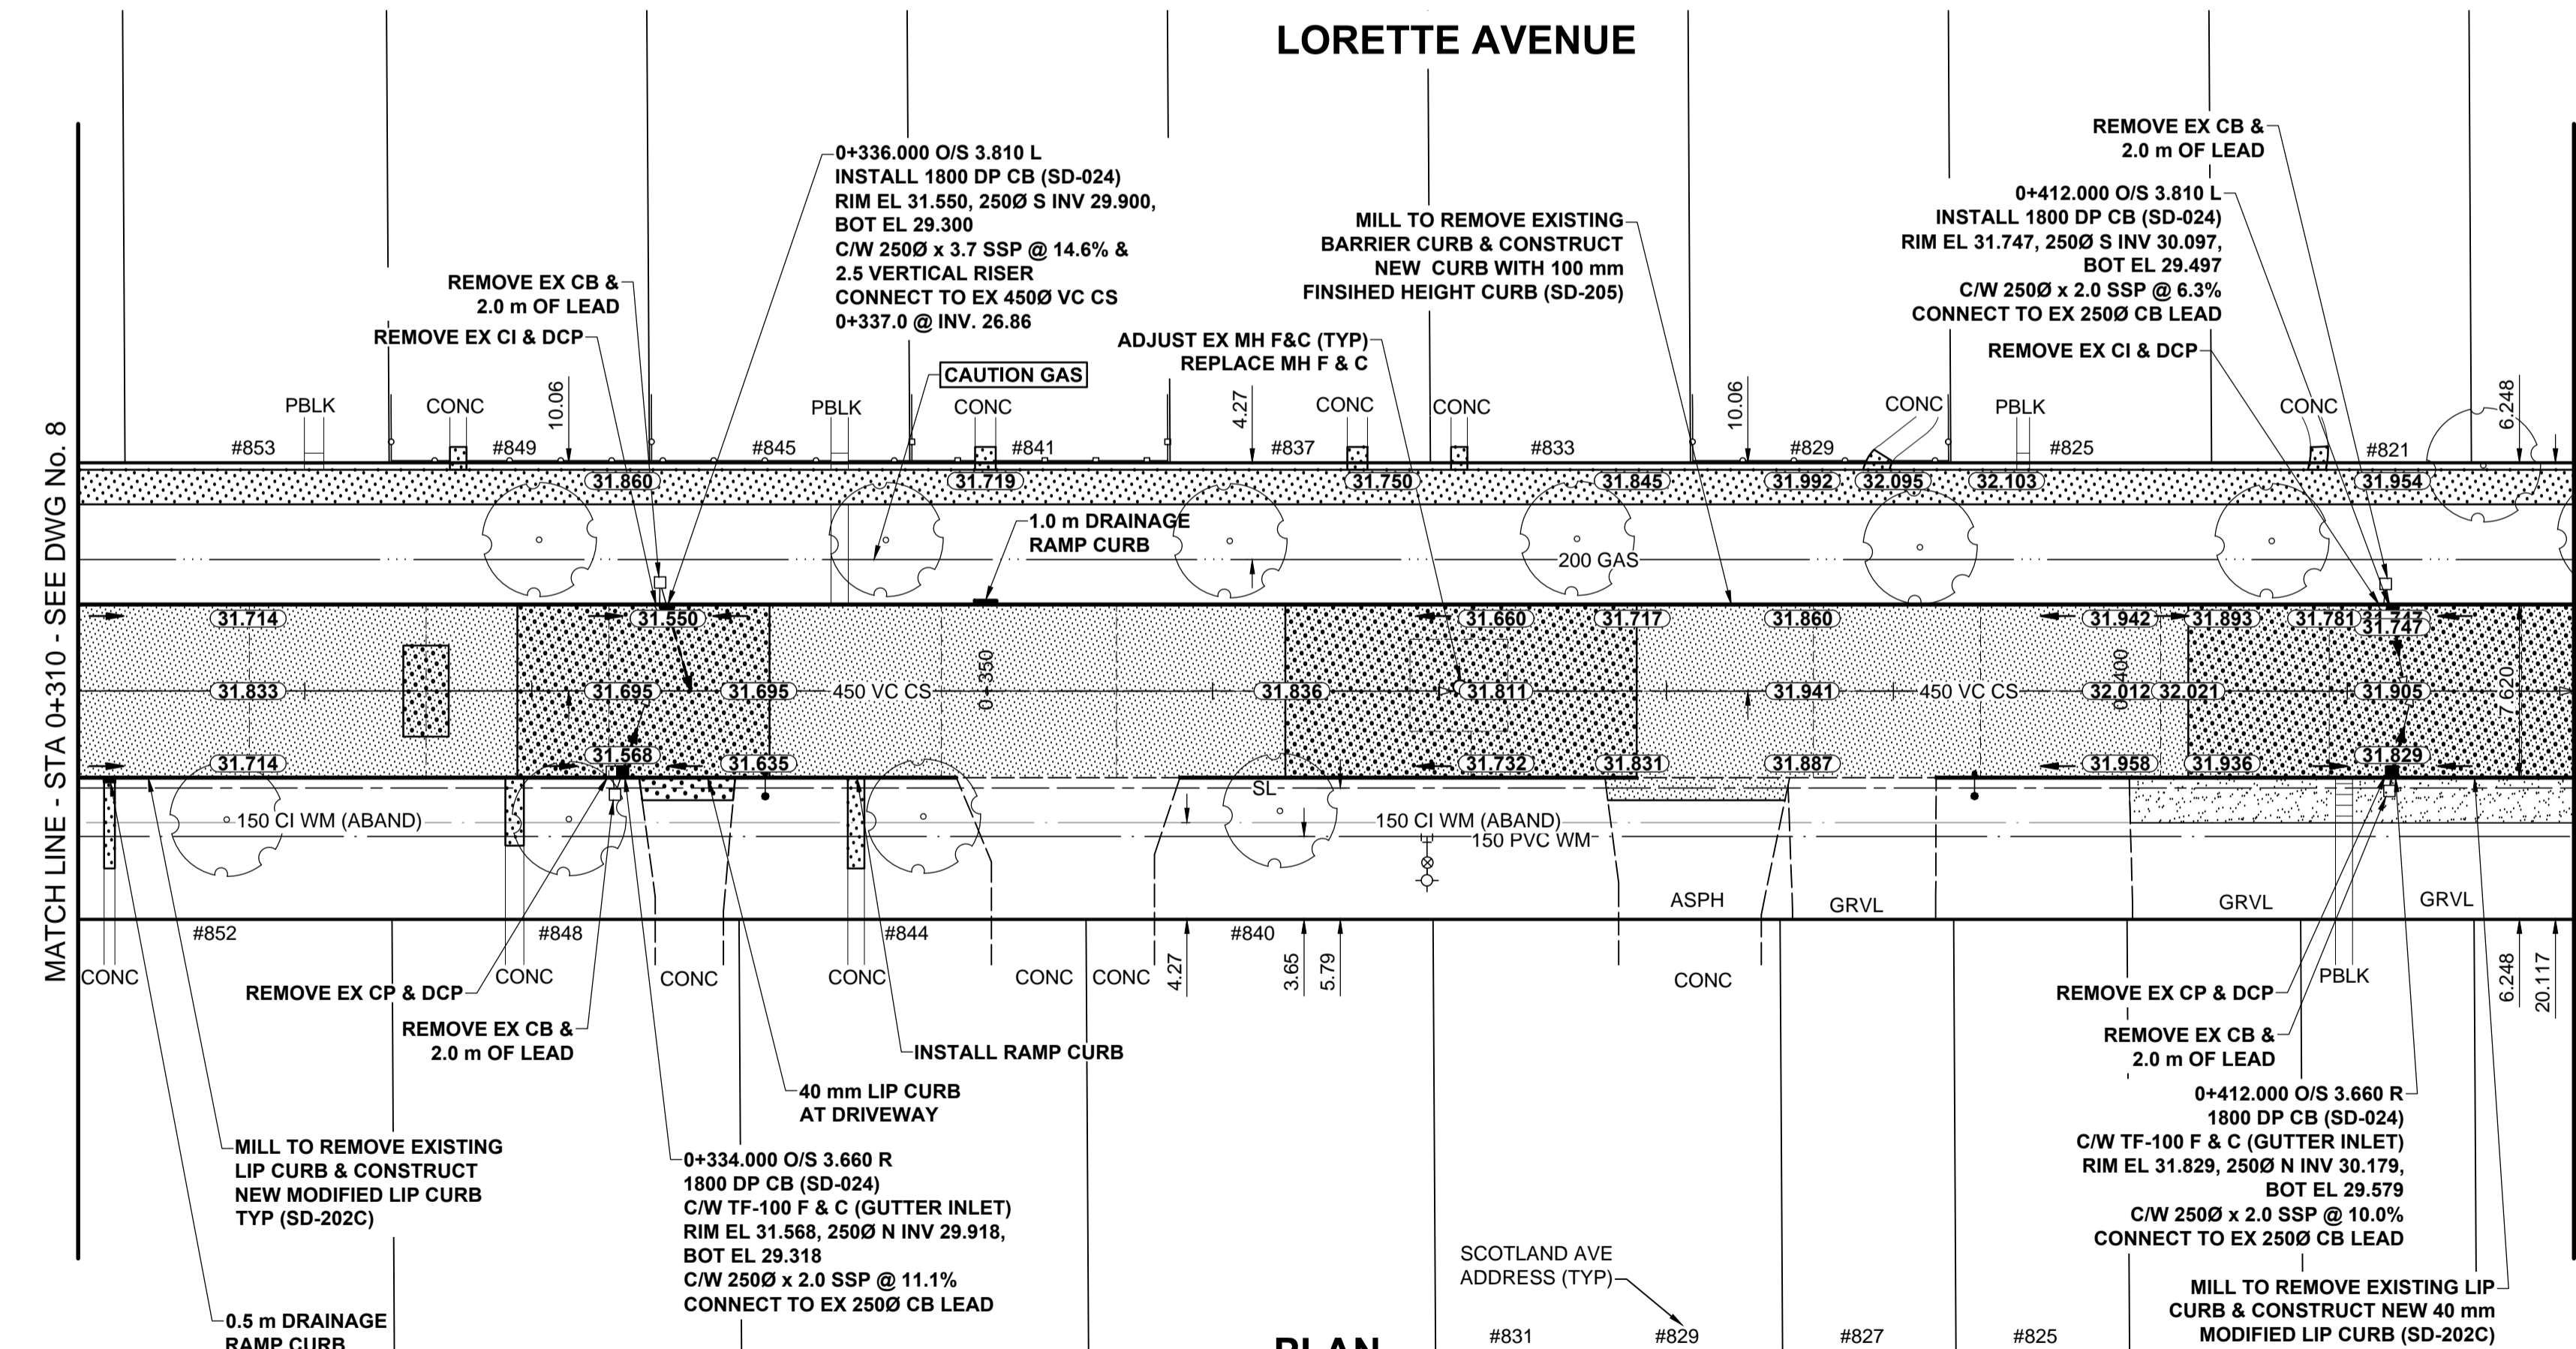 LORETTE AVENUE
MATCH LINE - STA 0+310 - SEE DWG No. 8
REMOVE EX CB &
2.0 m OF LEAD
REMOVE EX CI & DCP
0+336.000 O/S 3.810 L
INSTALL 1800 DP CB (SD-024)
RIM EL 31.550, 250Ø S INV 29.900,
BOT EL 29.300
C/W 250Ø x 3.7 SSP @ 14.6% &
2.5 VERTICAL RISER
CONNECT TO EX 450Ø VC CS
0+337.0 @ INV. 26.86
CAUTION GAS
ADJUST EX MH F&C (TYP)
REPLACE MH F & C
MILL TO REMOVE EXISTING
BARRIER CURB & CONSTRUCT
NEW CURB WITH 100 mm
FINSIHED HEIGHT CURB (SD-205)
REMOVE EX CB &
2.0 m OF LEAD
0+412.000 O/S 3.810 L
INSTALL 1800 DP CB (SD-024)
RIM EL 31.747, 250Ø S INV 30.097,
BOT EL 29.497
C/W 250Ø x 2.0 SSP @ 6.3%
CONNECT TO EX 250Ø CB LEAD
REMOVE EX CI & DCP
PBLK
CONC
10.06
PBLK
CONC
4.27
CONC
CONC
10.06
CONC
PBLK
CONC
6.248
#853
#849
#845
#841
#837
#833
#829
#825
#821
31.860
31.719
31.750
31.845
31.992
32.095
32.103
31.954
1.0 m DRAINAGE
RAMP CURB
200 GAS
31.714
31.550
31.660
31.717
31.860
31.942
31.893
31.781
31.747
31.747
31.833
31.695
31.695
450 VC CS
0+350
31.836
31.811
31.941
450 VC CS
32.012
0+400
32.021
31.905
7.620
31.714
31.568
31.635
31.732
31.831
31.887
31.958
31.936
31.829
SL
150 CI WM (ABAND)
150 CI WM (ABAND)
150 PVC WM
ASPH
GRVL
GRVL
GRVL
#852
#848
#844
#840
CONC
CONC
CONC
CONC
CONC
CONC
4.27
3.65
5.79
CONC
PBLK
6.248
20.117
REMOVE EX CP & DCP
REMOVE EX CB &
2.0 m OF LEAD
INSTALL RAMP CURB
40 mm LIP CURB
AT DRIVEWAY
MILL TO REMOVE EXISTING
LIP CURB & CONSTRUCT
NEW MODIFIED LIP CURB
TYP (SD-202C)
0+334.000 O/S 3.660 R
1800 DP CB (SD-024)
C/W TF-100 F & C (GUTTER INLET)
RIM EL 31.568, 250Ø N INV 29.918,
BOT EL 29.318
C/W 250Ø x 2.0 SSP @ 11.1%
CONNECT TO EX 250Ø CB LEAD
0.5 m DRAINAGE
RAMP CURB
REMOVE EX CP & DCP
REMOVE EX CB &
2.0 m OF LEAD
0+412.000 O/S 3.660 R
1800 DP CB (SD-024)
C/W TF-100 F & C (GUTTER INLET)
RIM EL 31.829, 250Ø N INV 30.179,
BOT EL 29.579
C/W 250Ø x 2.0 SSP @ 10.0%
CONNECT TO EX 250Ø CB LEAD
MILL TO REMOVE EXISTING LIP
CURB & CONSTRUCT NEW 40 mm
MODIFIED LIP CURB (SD-202C)
SCOTLAND AVE
ADDRESS (TYP)
#831
#829
#827
#825
PLAN